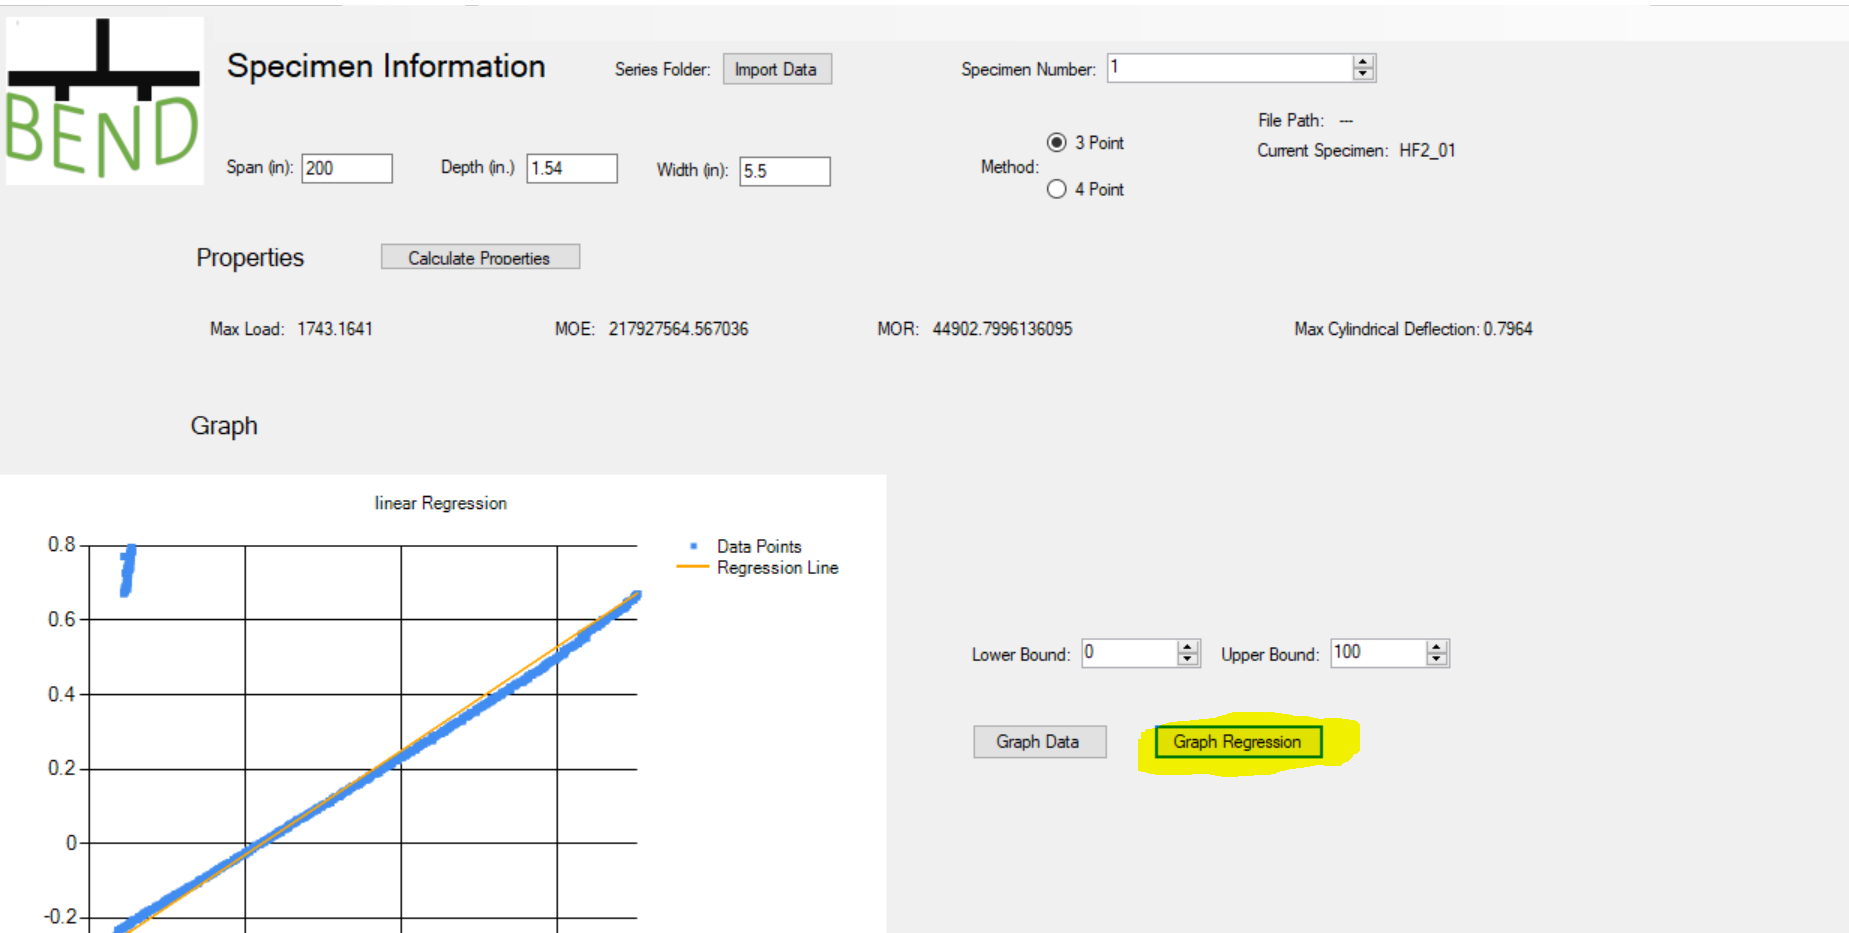 BEND
Specimen Information
Series Folder: Import Data
Specimen Number: 1
Span (in): 200
Depth (in.) 1.54
Width (in): 5.5
Method:
3 Point
4 Point
File Path: ---
Current Specimen: HF2_01
Properties
Calculate Properties
Max Load: 1743.1641
MOE: 217927564.567036
MOR: 44902.7996136095
Max Cylindrical Deflection: 0.7964
Graph
linear Regression
Data Points
Regression Line
0.8
0.6
0.4
0.2
0
-0.2
Lower Bound: 0
Upper Bound: 100
Graph Data
Graph Regression